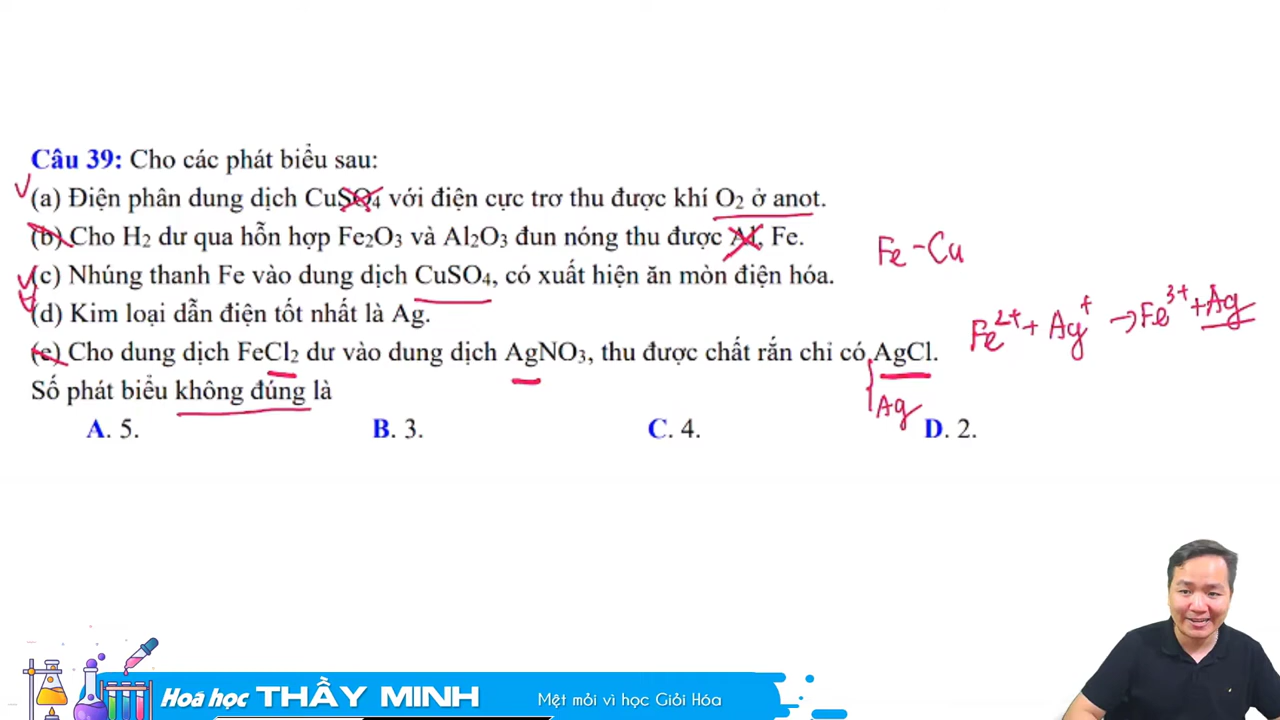 Câu 39: Cho các phát biểu sau:
(a) Điện phân dung dịch CuSO4 với điện cực trơ thu được khí O2 ở anot.
(b) Cho H2 dư qua hỗn hợp Fe2O3 và Al2O3 đun nóng thu được Al, Fe.
Fe - Cu
(c) Nhúng thanh Fe vào dung dịch CuSO4, có xuất hiện ăn mòn điện hóa.
(d) Kim loại dẫn điện tốt nhất là Ag.
Fe2+ + Ag+ → Fe3+ + Ag
(e) Cho dung dịch FeCl2 dư vào dung dịch AgNO3, thu được chất rắn chỉ có AgCl.
Ag
Số phát biểu không đúng là
A. 5. B. 3. C. 4. D. 2.
Hoá học THẦY MINH Mệt mỏi vì học Giỏi Hóa